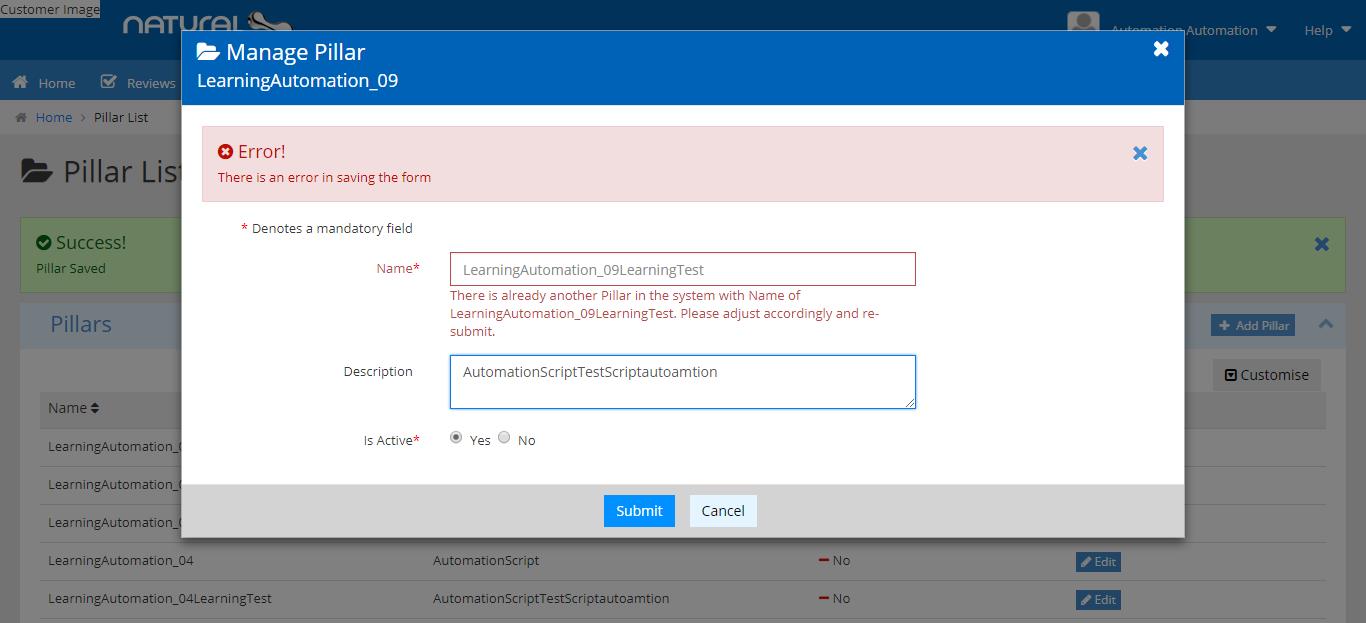 Customer Image
NATURAL
Automation Automation
Help
Home
Reviews
Home > Pillar List
Pillar Lis
Success!
Pillar Saved
Pillars
Add Pillar
Customise
Name
Manage Pillar
LearningAutomation_09
Error!
There is an error in saving the form
* Denotes a mandatory field
Name*
LearningAutomation_09LearningTest
There is already another Pillar in the system with Name of
LearningAutomation_09LearningTest. Please adjust accordingly and re-
submit.
Description
AutomationScriptTestScriptautoamtion
Is Active*
Yes No
Submit Cancel
LearningAutomation_0
LearningAutomation_0
LearningAutomation_0
LearningAutomation_04 AutomationScript No Edit
LearningAutomation_04LearningTest AutomationScriptTestScriptautoamtion No Edit